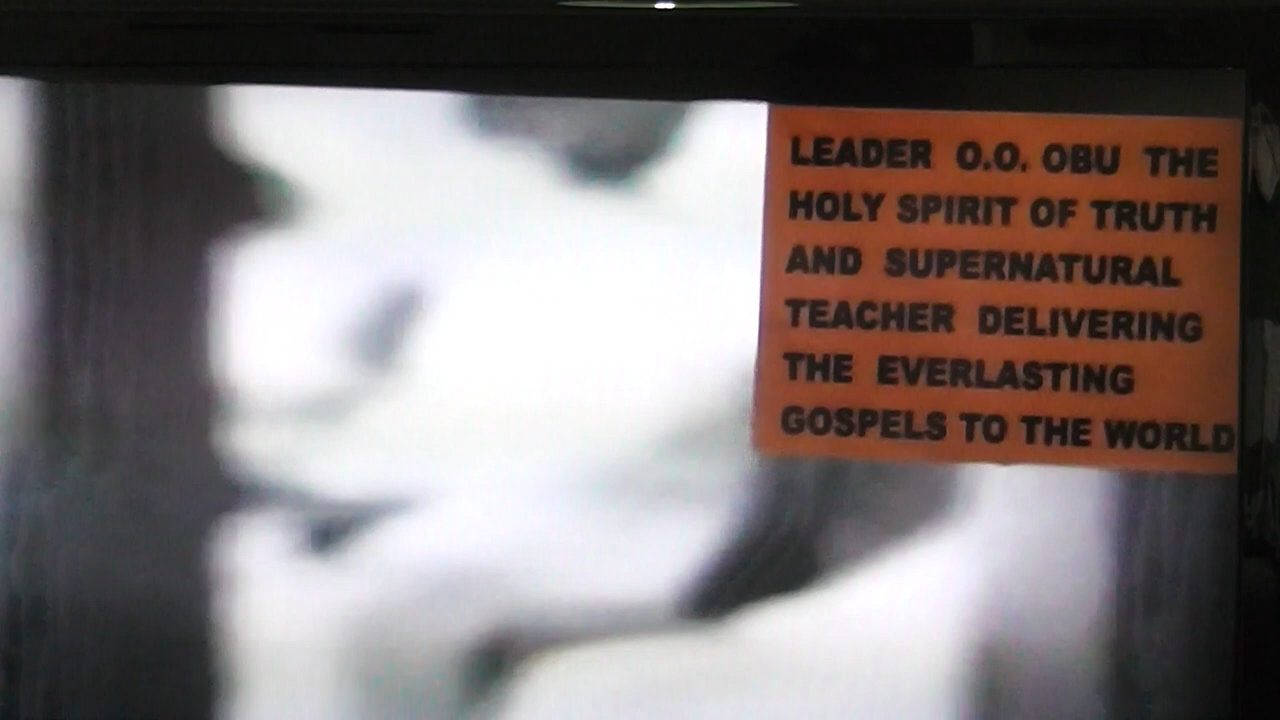 LEADER O.O. OBU THE
HOLY SPIRIT OF TRUTH
AND SUPERNATURAL
TEACHER DELIVERING
THE EVERLASTING
GOSPELS TO THE WORLD